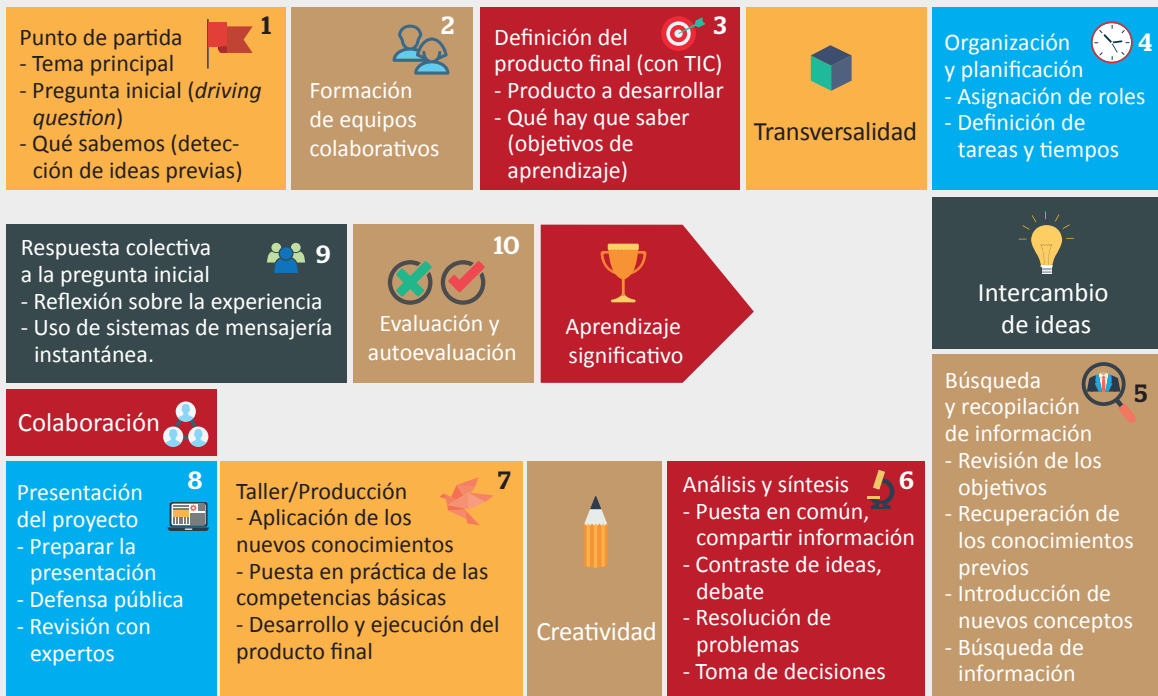 1
Punto de partida
- Tema principal
- Pregunta inicial (driving
question)
- Qué sabemos (detec-
ción de ideas previas)
2
Formación
de equipos
colaborativos
3
Definición del
producto final (con TIC)
- Producto a desarrollar
- Qué hay que saber
(objetivos de
aprendizaje)
Transversalidad
4
Organización
y planificación
- Asignación de roles
- Definición de
tareas y tiempos
Intercambio
de ideas
5
Búsqueda
y recopilación
de información
- Revisión de los
objetivos
- Recuperación de
los conocimientos
previos
- Introducción de
nuevos conceptos
- Búsqueda de
información
6
Análisis y síntesis
- Puesta en común,
compartir información
- Contraste de ideas,
debate
- Resolución de
problemas
- Toma de decisiones
Creatividad
7
Taller/Producción
- Aplicación de los
nuevos conocimientos
- Puesta en práctica de las
competencias básicas
- Desarrollo y ejecución del
producto final
8
Presentación
del proyecto
- Preparar la
presentación
- Defensa pública
- Revisión con
expertos
Colaboración
9
Respuesta colectiva
a la pregunta inicial
- Reflexión sobre la experiencia
- Uso de sistemas de mensajería
instantánea.
10
Evaluación y
autoevaluación
Aprendizaje
significativo